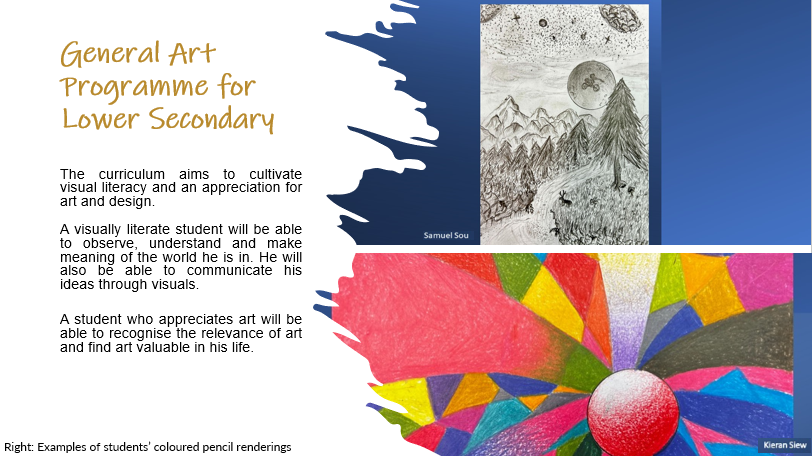 General Art
Programme for
Lower Secondary
The curriculum aims to cultivate
visual literacy and an appreciation for
art and design.
A visually literate student will be able
to observe, understand and make
meaning of the world he is in. He will
also be able to communicate his
ideas through visuals.
A student who appreciates art will be
able to recognise the relevance of art
and find art valuable in his life.
Right: Examples of students’ coloured pencil renderings
Samuel Sou
Kieran Siew